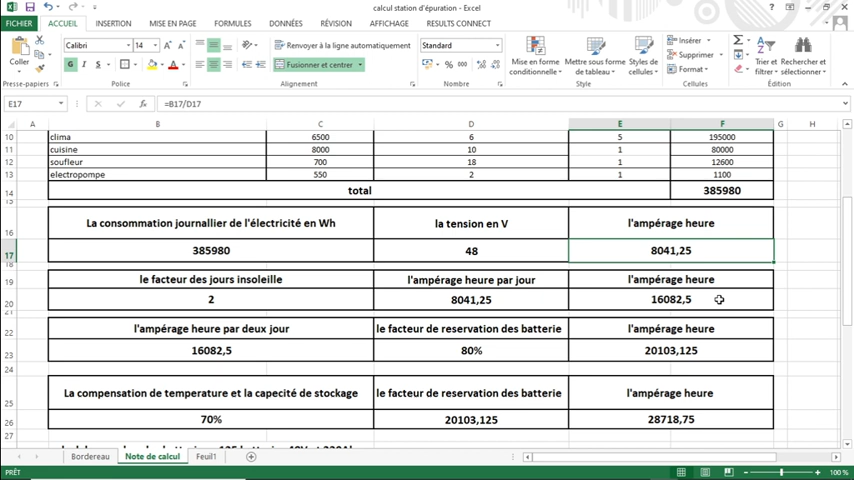 calcul station d'épuration - Excel
FICHIER ACCUEIL INSERTION MISE EN PAGE FORMULES DONNÉES RÉVISION AFFICHAGE RESULTS CONNECT
Calibri 14 Renvoyer à la ligne automatiquement Standard Insérer
Coller G I S Fusionner et centrer % 000 Mise en forme conditionnelle Mettre sous forme de tableau Styles de cellules Supprimer Format Trier et filtrer Rechercher et sélectionner
Presse-papiers Police Alignement Nombre Style Cellules Édition
E17 fx =B17/D17
A B C D E F G H
10 clima 6500 6 5 195000
11 cuisine 8000 10 1 80000
12 soufleur 700 18 1 12600
13 electropompe 550 2 1 1100
14 total 385980
15
16 La consommation journallier de l'électricité en Wh la tension en V l'ampérage heure
17 385980 48 8041,25
18
19 le facteur des jours insoleille l'ampérage heure par jour l'ampérage heure
20 2 8041,25 16082,5
21
22 l'ampérage heure par deux jour le facteur de reservation des batterie l'ampérage heure
23 16082,5 80% 20103,125
24
25 La compensation de temperature et la capecité de stockage le facteur de reservation des batterie l'ampérage heure
26 70% 20103,125 28718,75
27
Bordereau Note de calcul Feuil1
PRÊT 100 %